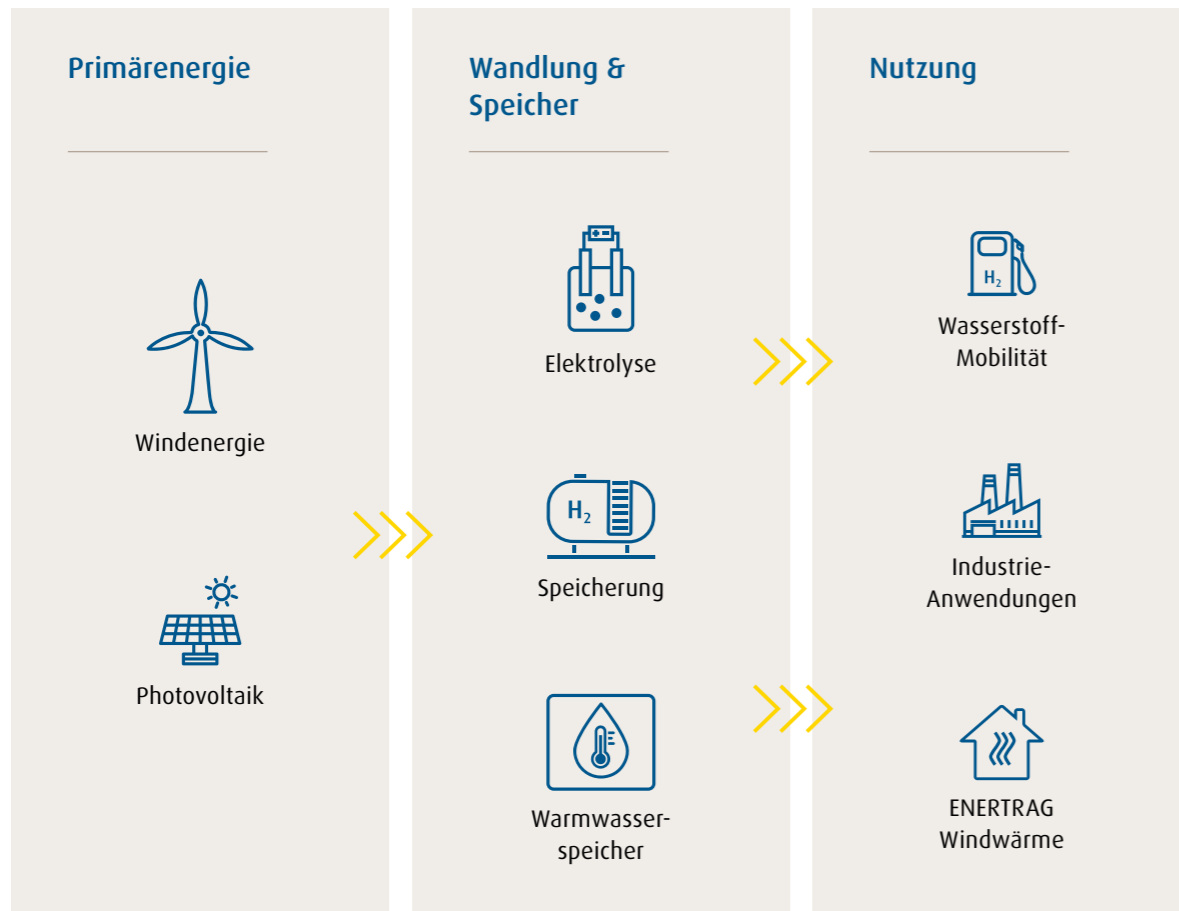 Primärenergie
Windenergie
Photovoltaik
Wandlung &
Speicher
Elektrolyse
H₂
Speicherung
Warmwasser-
speicher
Nutzung
H₂
Wasserstoff-
Mobilität
Industrie-
Anwendungen
ENERTRAG
Windwärme